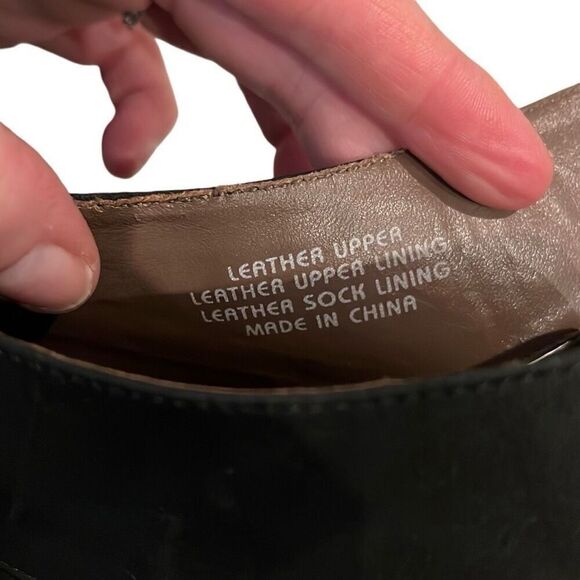 LEATHER UPPER
LEATHER UPPER LINING
LEATHER SOCK LINING
MADE IN CHINA